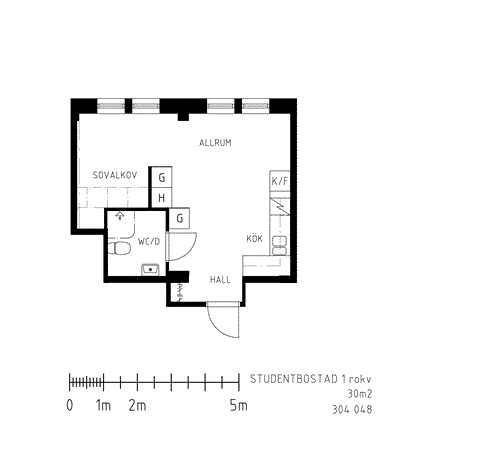 ALLRUM
SOVALKOV
G
K/F
H
G
WC/D
KÖK
HALL
STUDENTBOSTAD 1 rokv
30m2
304 048
0 1m 2m 5m